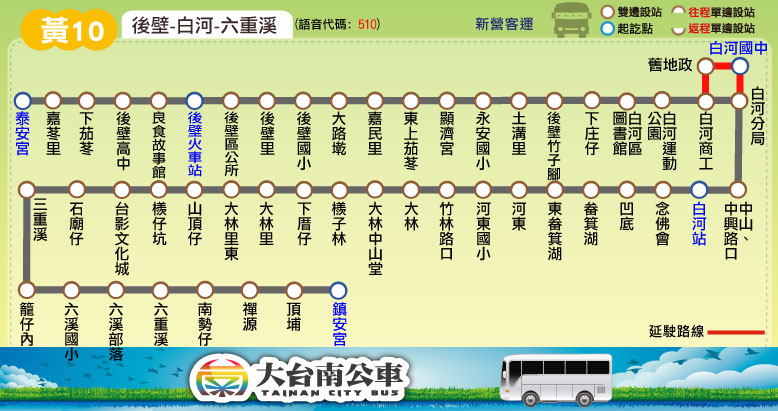 黃10
後壁-白河-六重溪
(語音代碼: 510)
新營客運
雙邊設站
往程單邊設站
起訖點
返程單邊設站
白河國中
舊地政
泰安宮
嘉苳里
下茄苳
後壁高中
良食故事館
後壁火車站
後壁區公所
後壁里
後壁國小
大路墘
嘉民里
東上茄苳
顯濟宮
永安國小
土溝里
後壁竹子腳
下庄仔
白河區圖書館
白河運動公園
白河商工
白河分局
三重溪
石廟仔
台影文化城
檨仔坑
山頂仔
大林里東
大林里
下厝仔
檨子林
大林中山堂
大林
竹林路口
河東國小
河東
東畚箕湖
畚箕湖
凹底
念佛會
白河站
中山、中興路口
籠仔內
六溪國小
六溪部落
六重溪
南勢仔
禪源
頂埔
鎮安宮
延駛路線
大台南公車
TAINAN CITY BUS